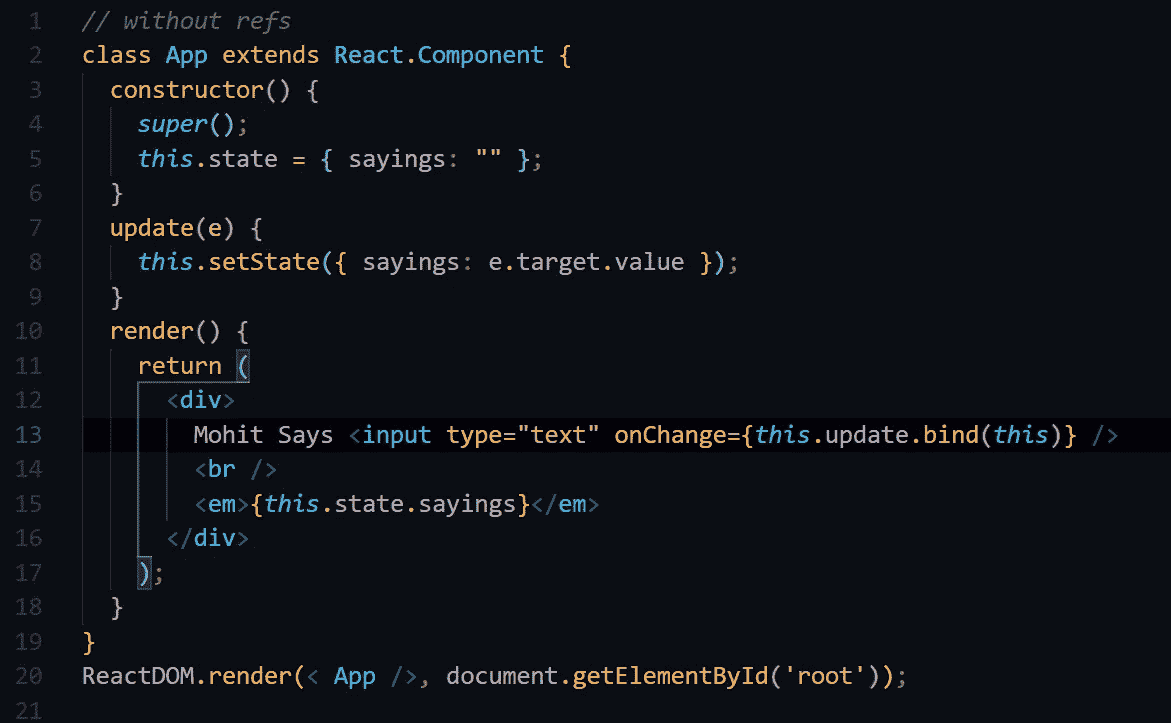 1 // without refs
2 class App extends React.Component {
3   constructor() {
4     super();
5     this.state = { sayings: "" };
6   }
7   update(e) {
8     this.setState({ sayings: e.target.value });
9   }
10   render() {
11     return (
12       <div>
13         Mohit Says <input type="text" onChange={this.update.bind(this)} />
14         <br />
15         <em>{this.state.sayings}</em>
16       </div>
17     );
18   }
19 }
20 ReactDOM.render(< App />, document.getElementById('root'));
21